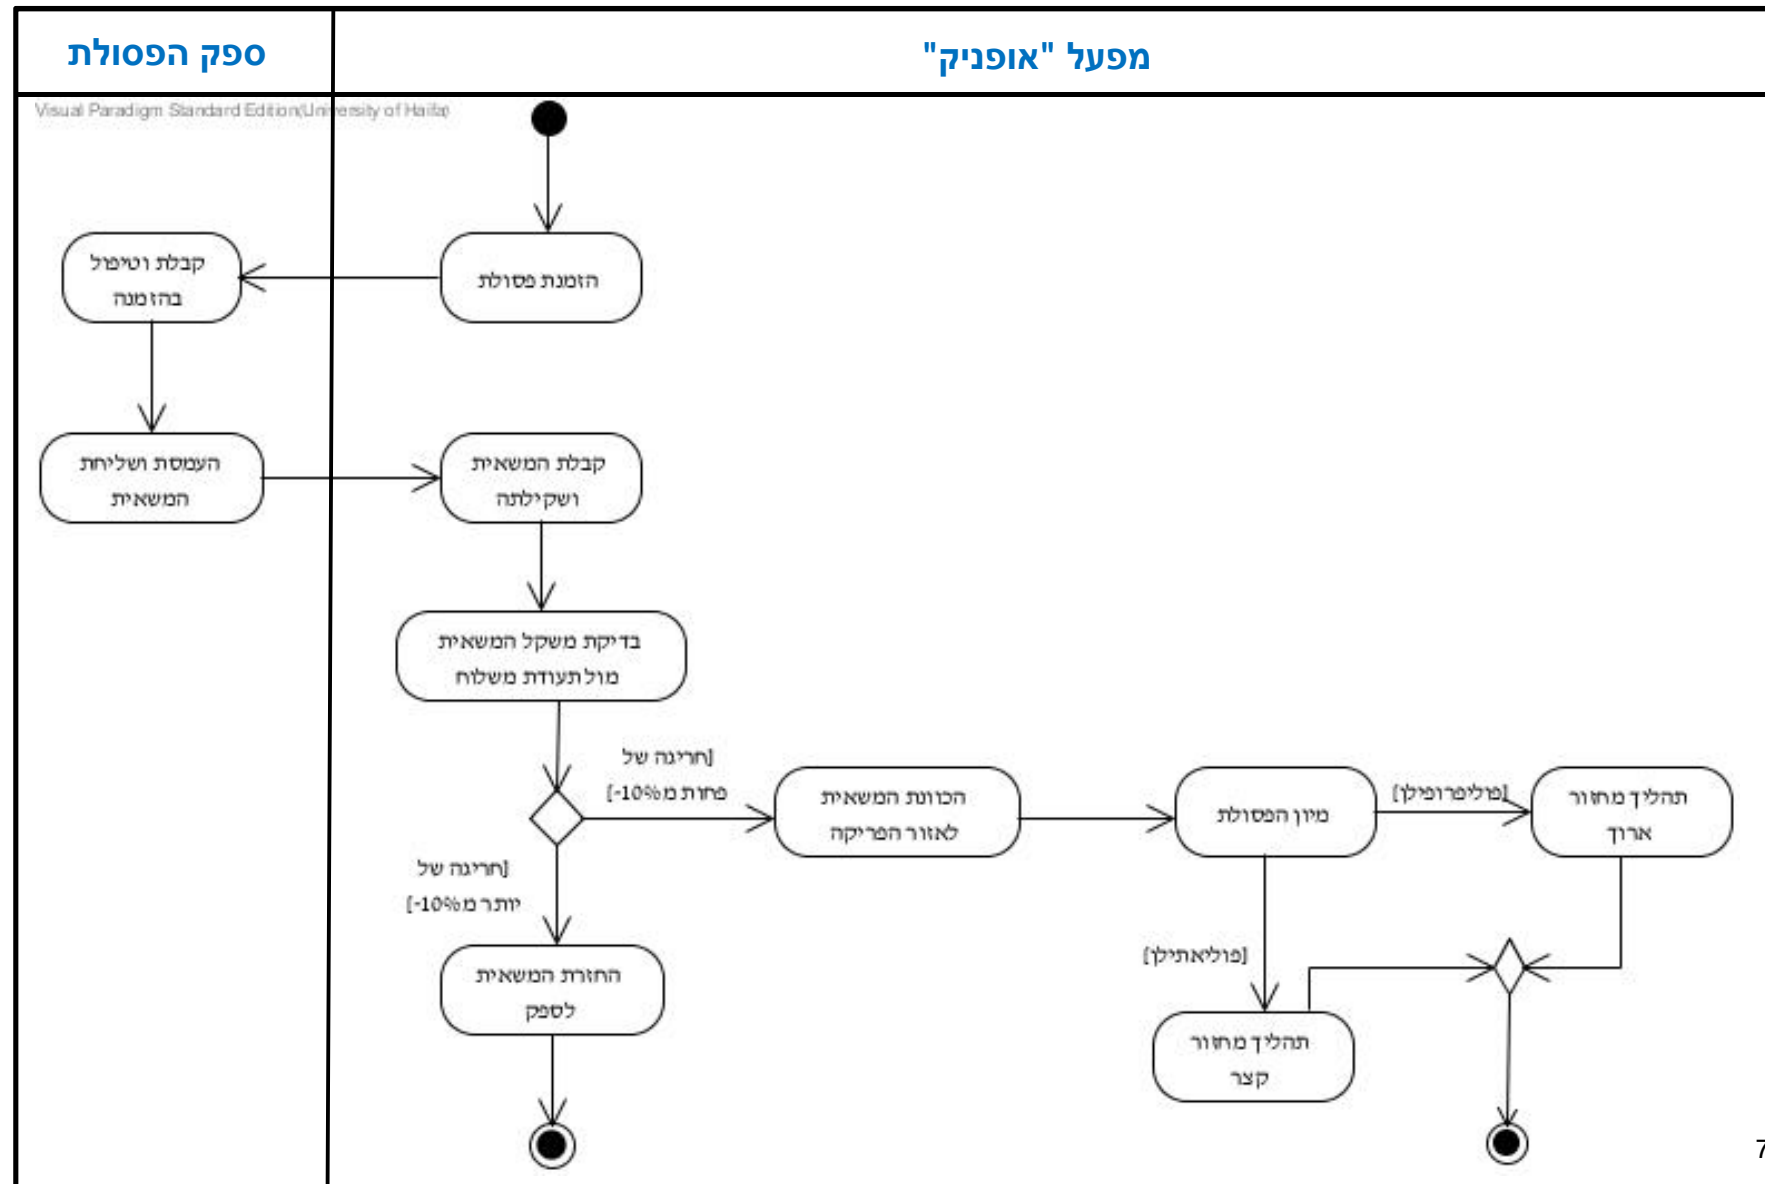 מפעל "אופניק"
ספק הפסולת
Visual Paradigm Standard Edition(University of Haifa)
הזמנת פסולת
קבלת וטיפול
בהזמנה
העמסת ושליחת
המשאית
קבלת המשאית
ושקילתה
בדיקת משקל המשאית
מול תעודת משלוח
[חריגה של
פחות מ10%-]
הכוונת המשאית
לאזור הפריקה
מיון הפסולת
[פוליפרופילן]
תהליך מחזור
ארוך
[חריגה של
יותר מ10%-]
[פוליאתילן]
החזרת המשאית
לספק
תהליך מחזור
קצר
7